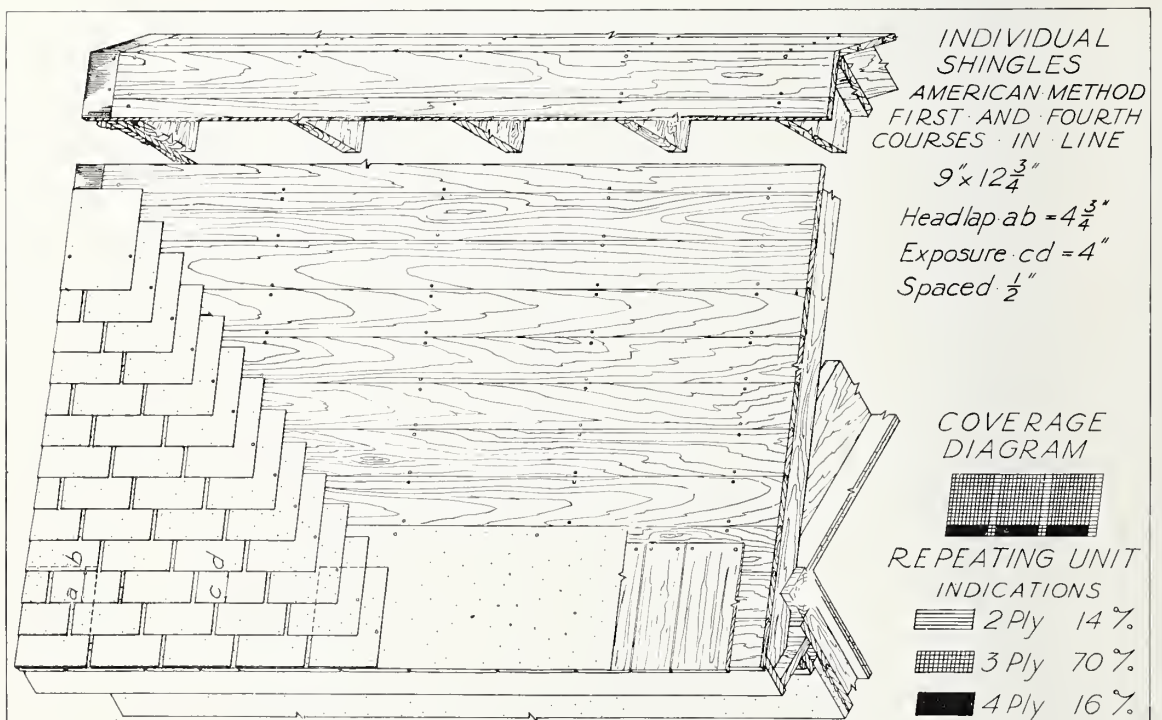 INDIVIDUAL
SHINGLES
AMERICAN·METHOD
FIRST·AND·FOURTH
COURSES·IN·LINE
9"x 12 3/4"
Headlap·ab = 4 3/4"
Exposure·cd = 4"
Spaced·1/2"
COVERAGE
DIAGRAM
REPEATING UNIT
INDICATIONS
2 Ply 14 %
3 Ply 70 %
4 Ply 16 %
b d
a c